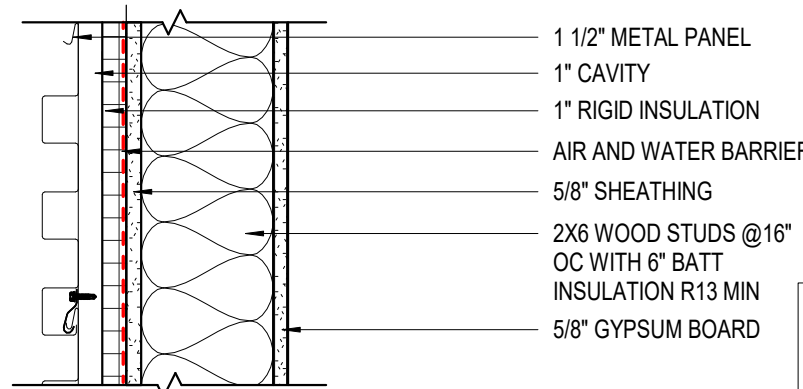 1 1/2" METAL PANEL
1" CAVITY
1" RIGID INSULATION
AIR AND WATER BARRIER
5/8" SHEATHING
2X6 WOOD STUDS @16"
OC WITH 6" BATT
INSULATION R13 MIN
5/8" GYPSUM BOARD